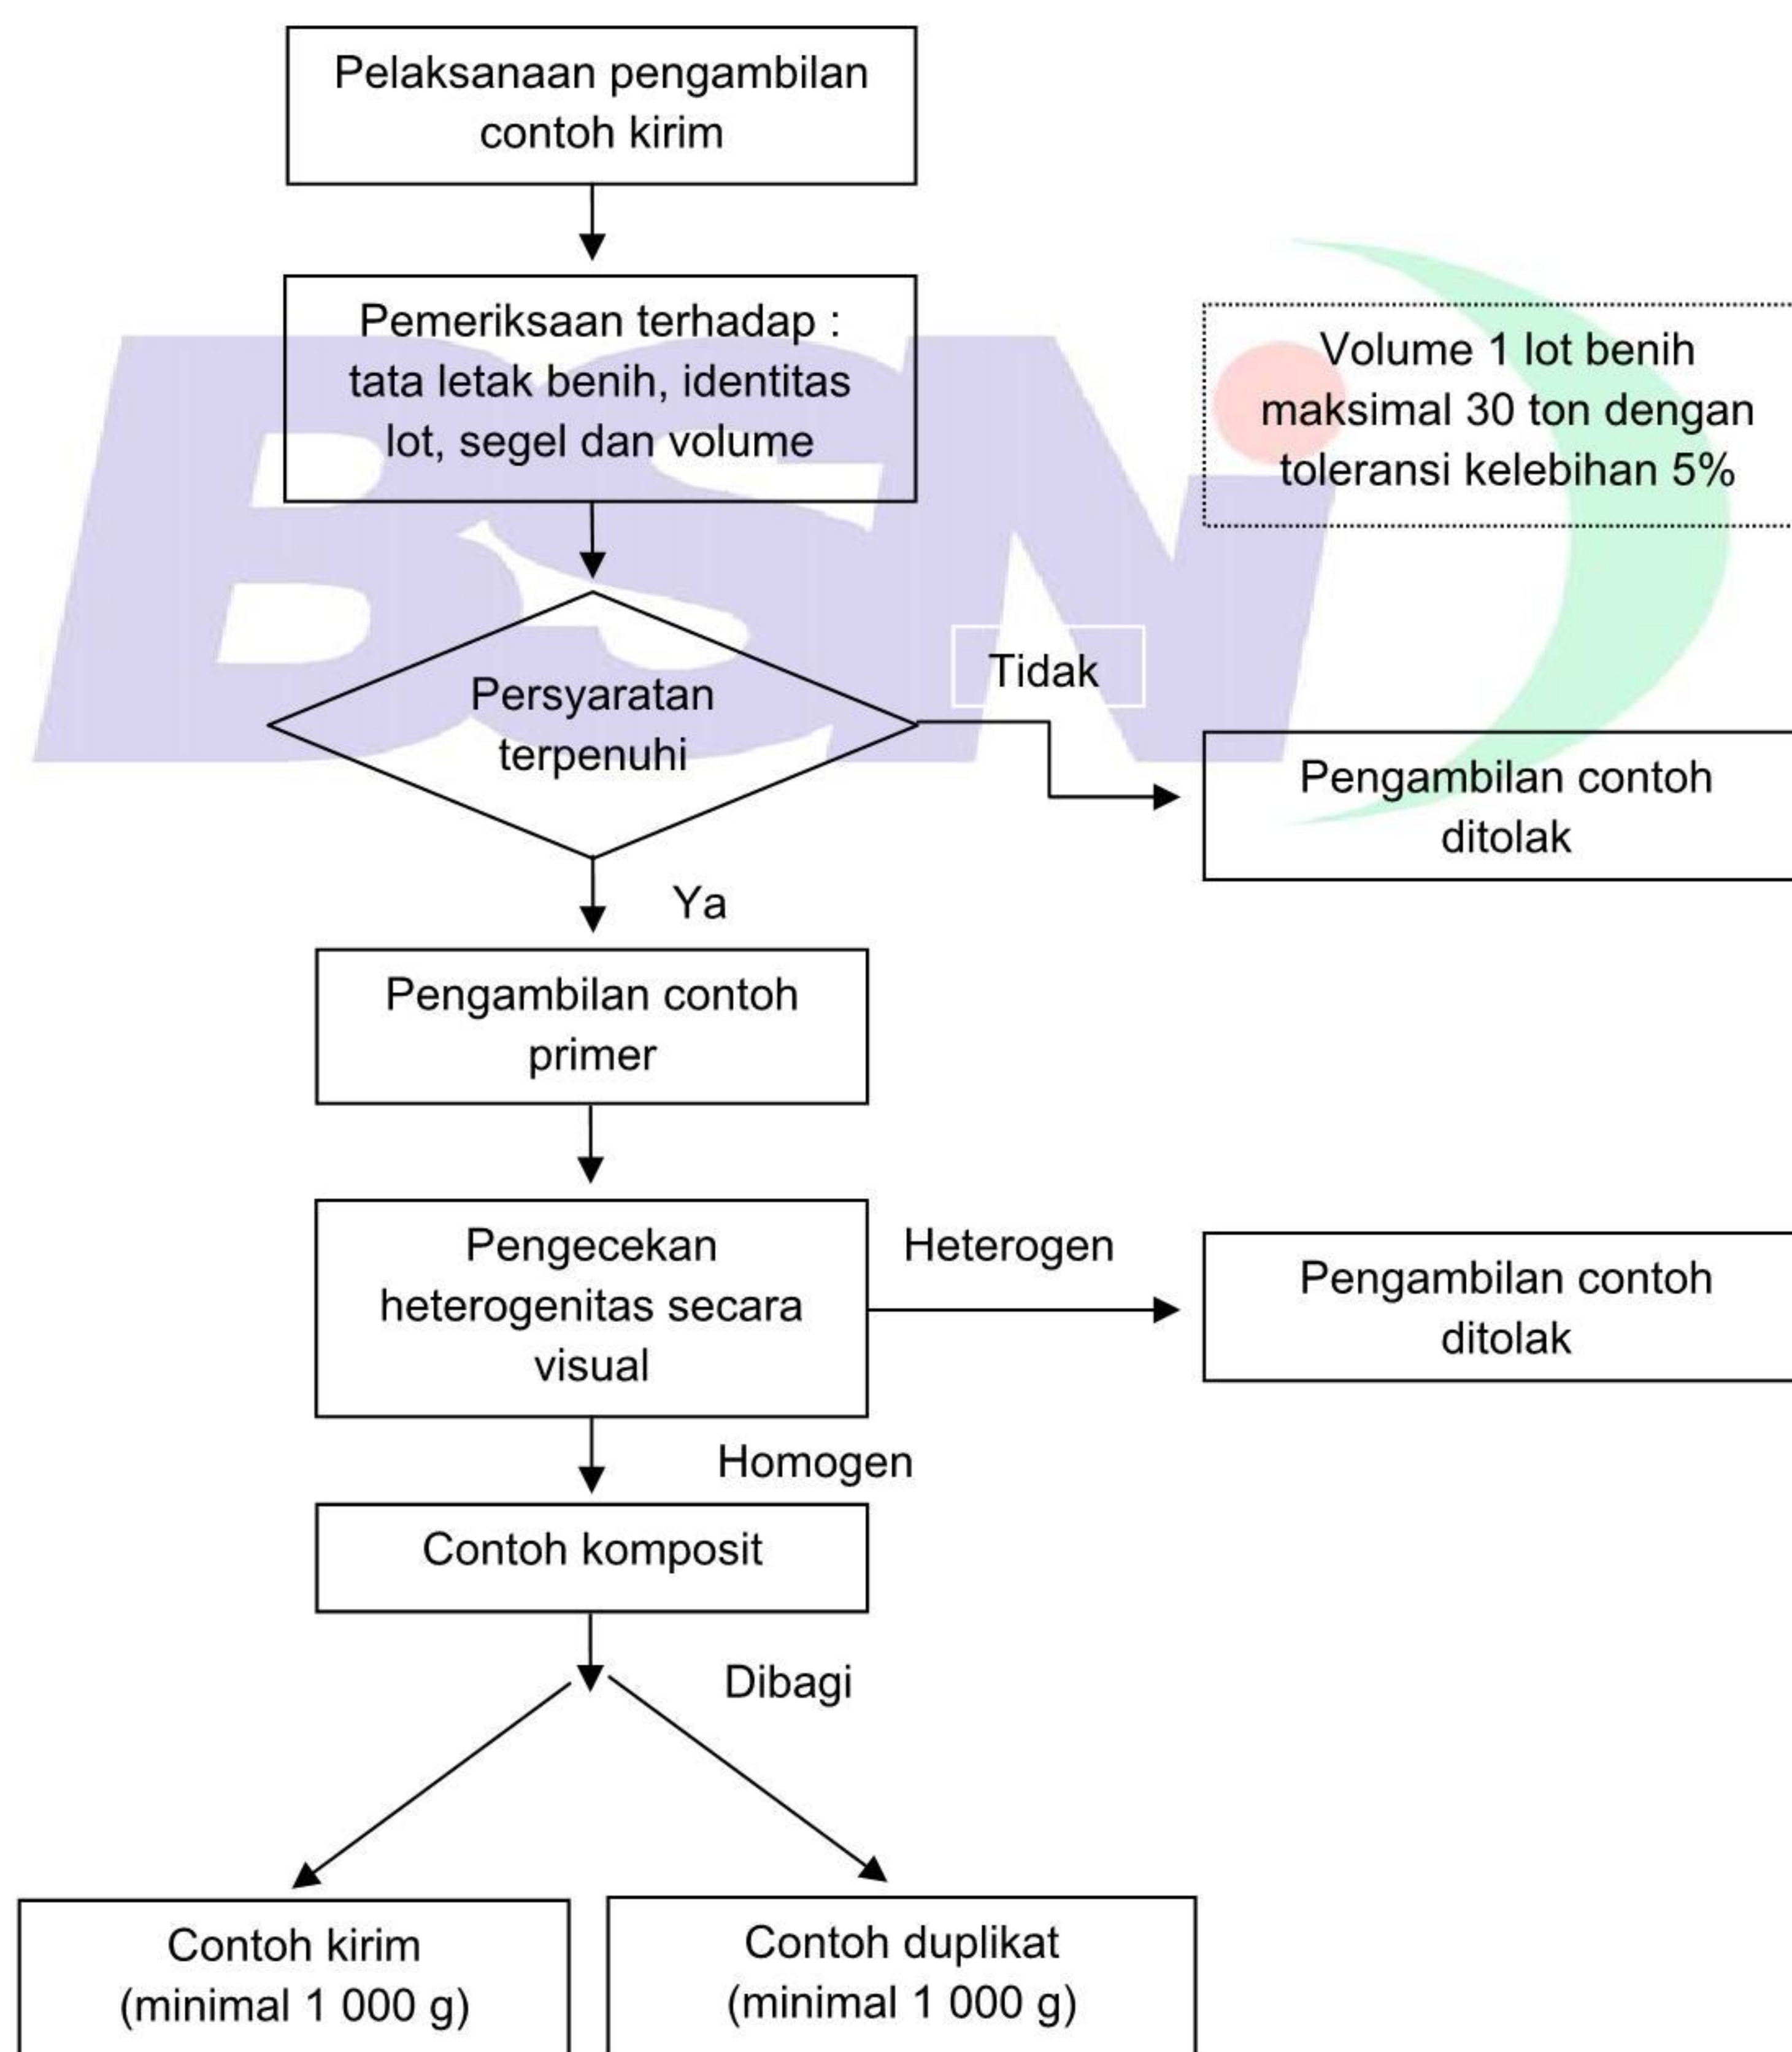 Pelaksanaan pengambilan
contoh kirim
Pemeriksaan terhadap :
tata letak benih, identitas
lot, segel dan volume
Volume 1 lot benih
maksimal 30 ton dengan
toleransi kelebihan 5%
Persyaratan
terpenuhi
Tidak
Pengambilan contoh
ditolak
Ya
Pengambilan contoh
primer
Pengecekan
heterogenitas secara
visual
Heterogen
Pengambilan contoh
ditolak
Homogen
Contoh komposit
Dibagi
Contoh kirim
(minimal 1 000 g)
Contoh duplikat
(minimal 1 000 g)
BSNi